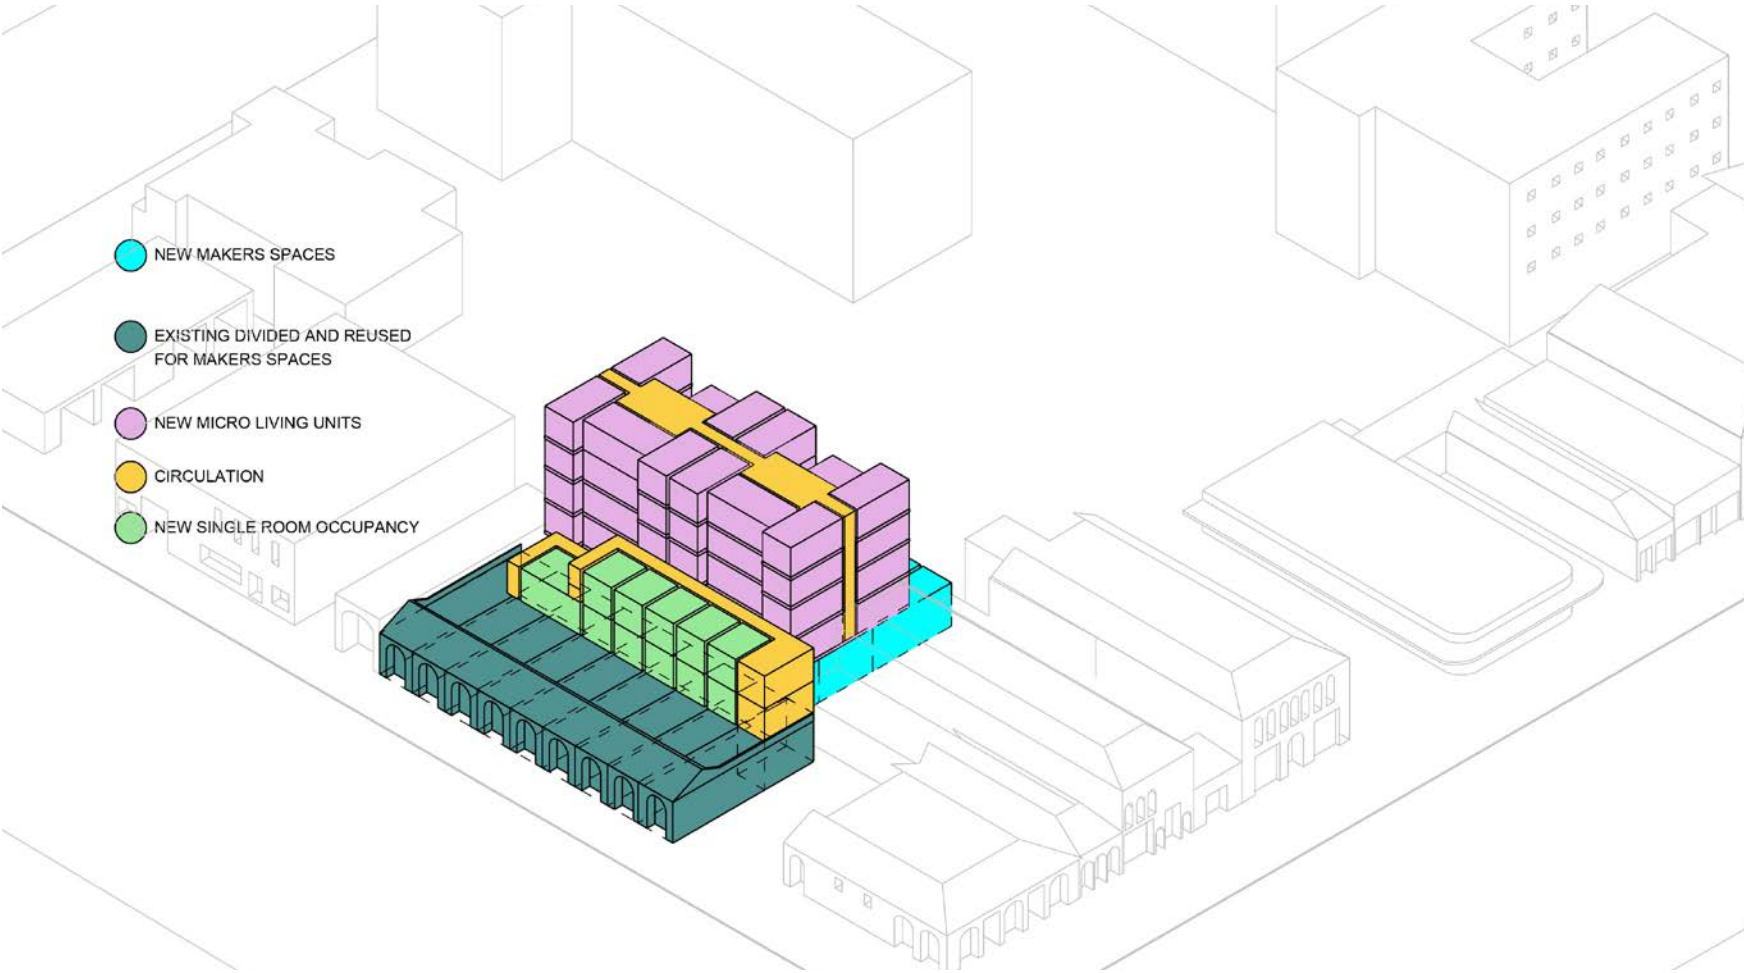 NEW MAKERS SPACES
EXISTING DIVIDED AND REUSED
FOR MAKERS SPACES
NEW MICRO LIVING UNITS
CIRCULATION
NEW SINGLE ROOM OCCUPANCY